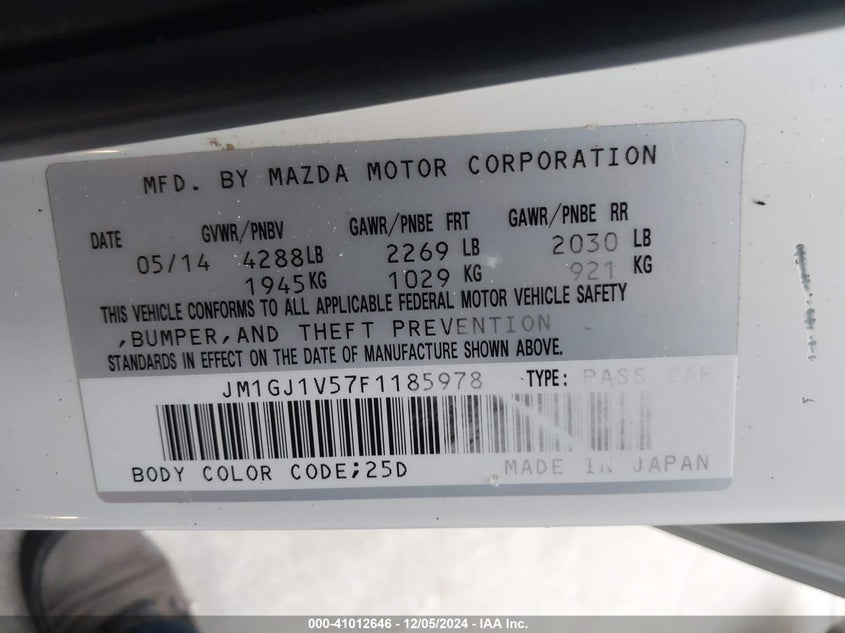 MFD. BY MAZDA MOTOR CORPORATION
DATE GVWR/PNBV GAWR/PNBE FRT GAWR/PNBE RR
05/14 4288LB 2269 LB 2030 LB
1945KG 1029 KG 921 KG
THIS VEHICLE CONFORMS TO ALL APPLICABLE FEDERAL MOTOR VEHICLE SAFETY
,BUMPER,AND THEFT PREVENTION
STANDARDS IN EFFECT ON THE DATE OF MANUFACTURE SHOWN ABOVE.
JM1GJ1V57F1185978 TYPE: PASS CAR
BODY COLOR CODE;25D MADE IN JAPAN
000-41012646 - 12/05/2024 - IAA Inc.